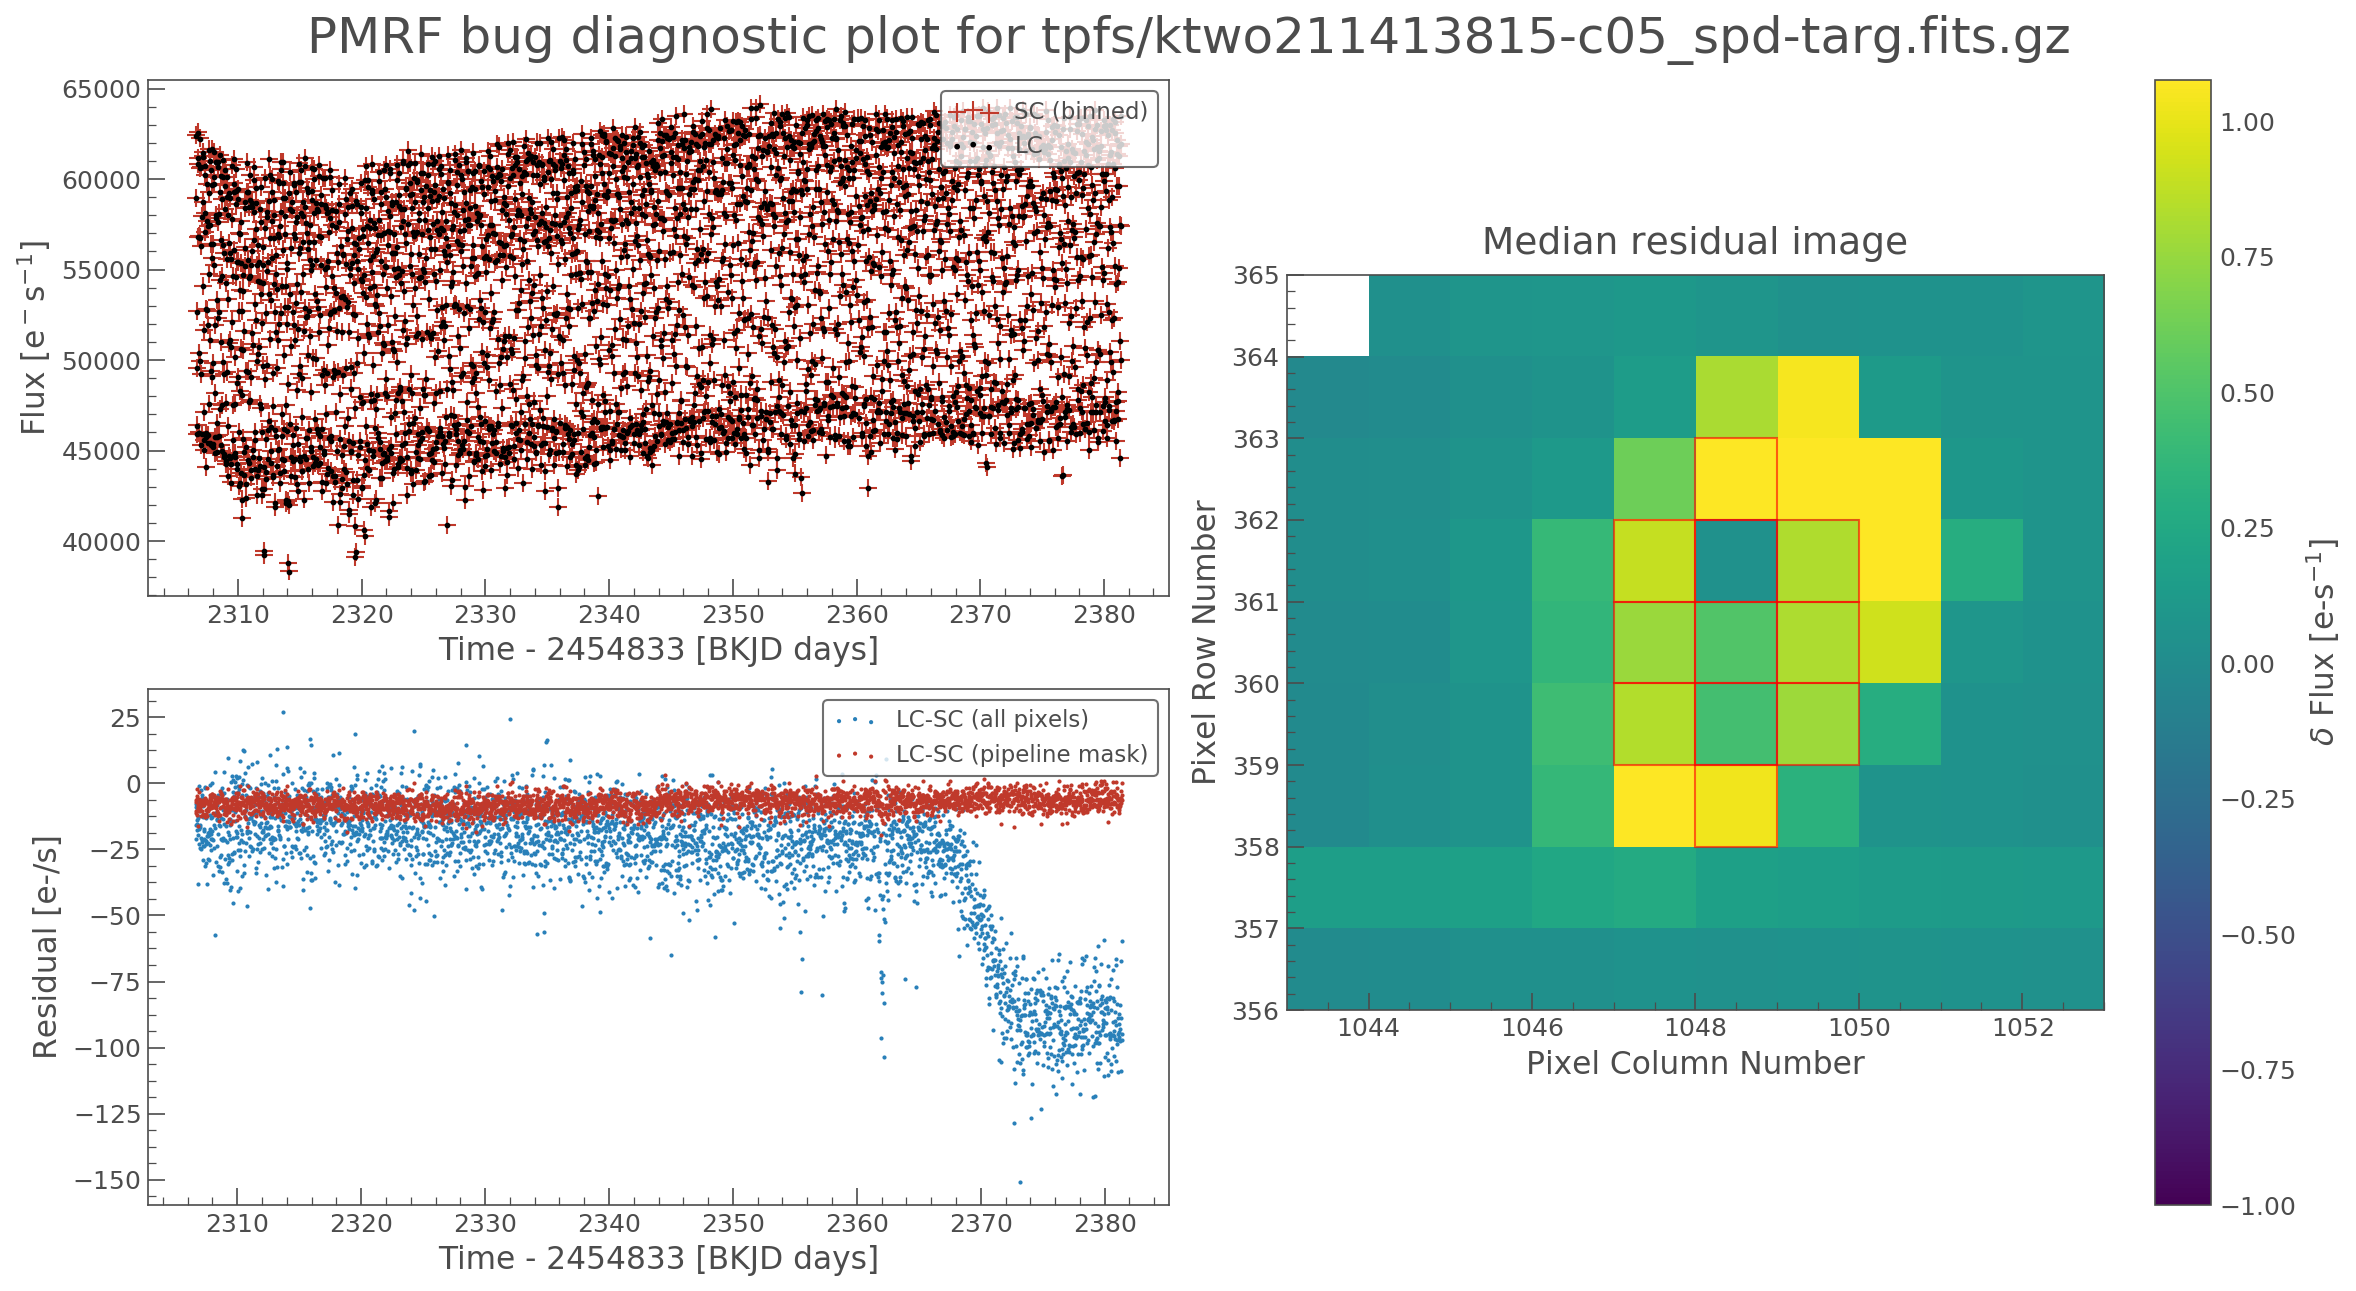 PMRF bug diagnostic plot for tpfs/ktwo211413815-c05_spd-targ.fits.gz
65000
60000
55000
50000
45000
40000
Flux [e⁻s⁻¹]
SC (binned)
LC
2310 2320 2330 2340 2350 2360 2370 2380
Time - 2454833 [BKJD days]
25
0
−25
−50
−75
−100
−125
−150
Residual [e-/s]
LC-SC (all pixels)
LC-SC (pipeline mask)
2310 2320 2330 2340 2350 2360 2370 2380
Time - 2454833 [BKJD days]
Median residual image
365
364
363
362
361
360
359
358
357
356
Pixel Row Number
1044 1046 1048 1050 1052
Pixel Column Number
1.00
0.75
0.50
0.25
0.00
−0.25
−0.50
−0.75
−1.00
δ Flux [e-s⁻¹]